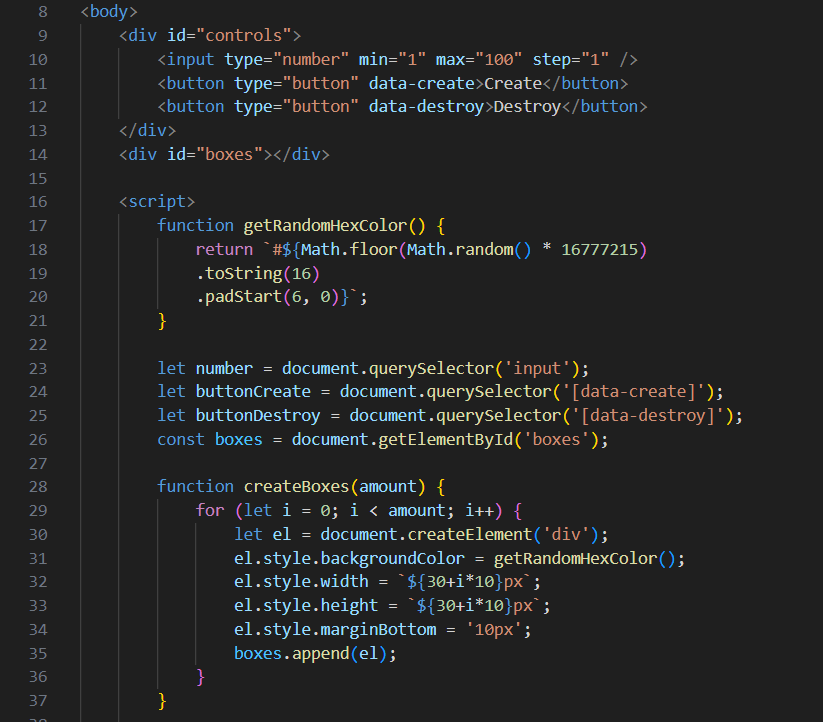 8 <body>
9 <div id="controls">
10 <input type="number" min="1" max="100" step="1" />
11 <button type="button" data-create>Create</button>
12 <button type="button" data-destroy>Destroy</button>
13 </div>
14 <div id="boxes"></div>
15
16 <script>
17 function getRandomHexColor() {
18 return `#${Math.floor(Math.random() * 16777215)
19 .toString(16)
20 .padStart(6, 0)}`;
21 }
22
23 let number = document.querySelector('input');
24 let buttonCreate = document.querySelector('[data-create]');
25 let buttonDestroy = document.querySelector('[data-destroy]');
26 const boxes = document.getElementById('boxes');
27
28 function createBoxes(amount) {
29 for (let i = 0; i < amount; i++) {
30 let el = document.createElement('div');
31 el.style.backgroundColor = getRandomHexColor();
32 el.style.width = `${30+i*10}px`;
33 el.style.height = `${30+i*10}px`;
34 el.style.marginBottom = '10px';
35 boxes.append(el);
36 }
37 }